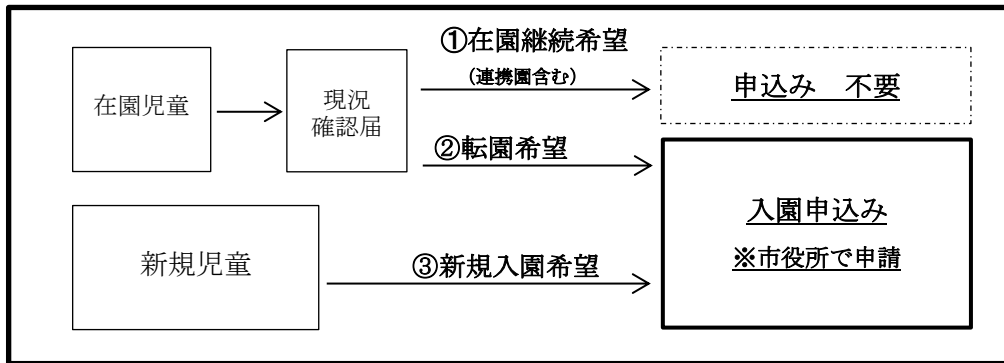 ①在園継続希望
(連携園含む)
在園児童
現況
確認届
申込み　不要
②転園希望
入園申込み
※市役所で申請
新規児童
③新規入園希望